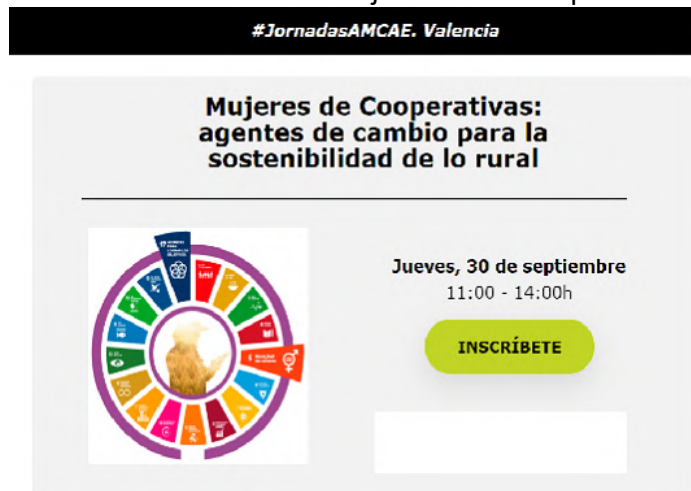 #JornadasAMCAE. Valencia
Mujeres de Cooperativas:
agentes de cambio para la
sostenibilidad de lo rural
Jueves, 30 de septiembre
11:00 - 14:00h
INSCRÍBETE